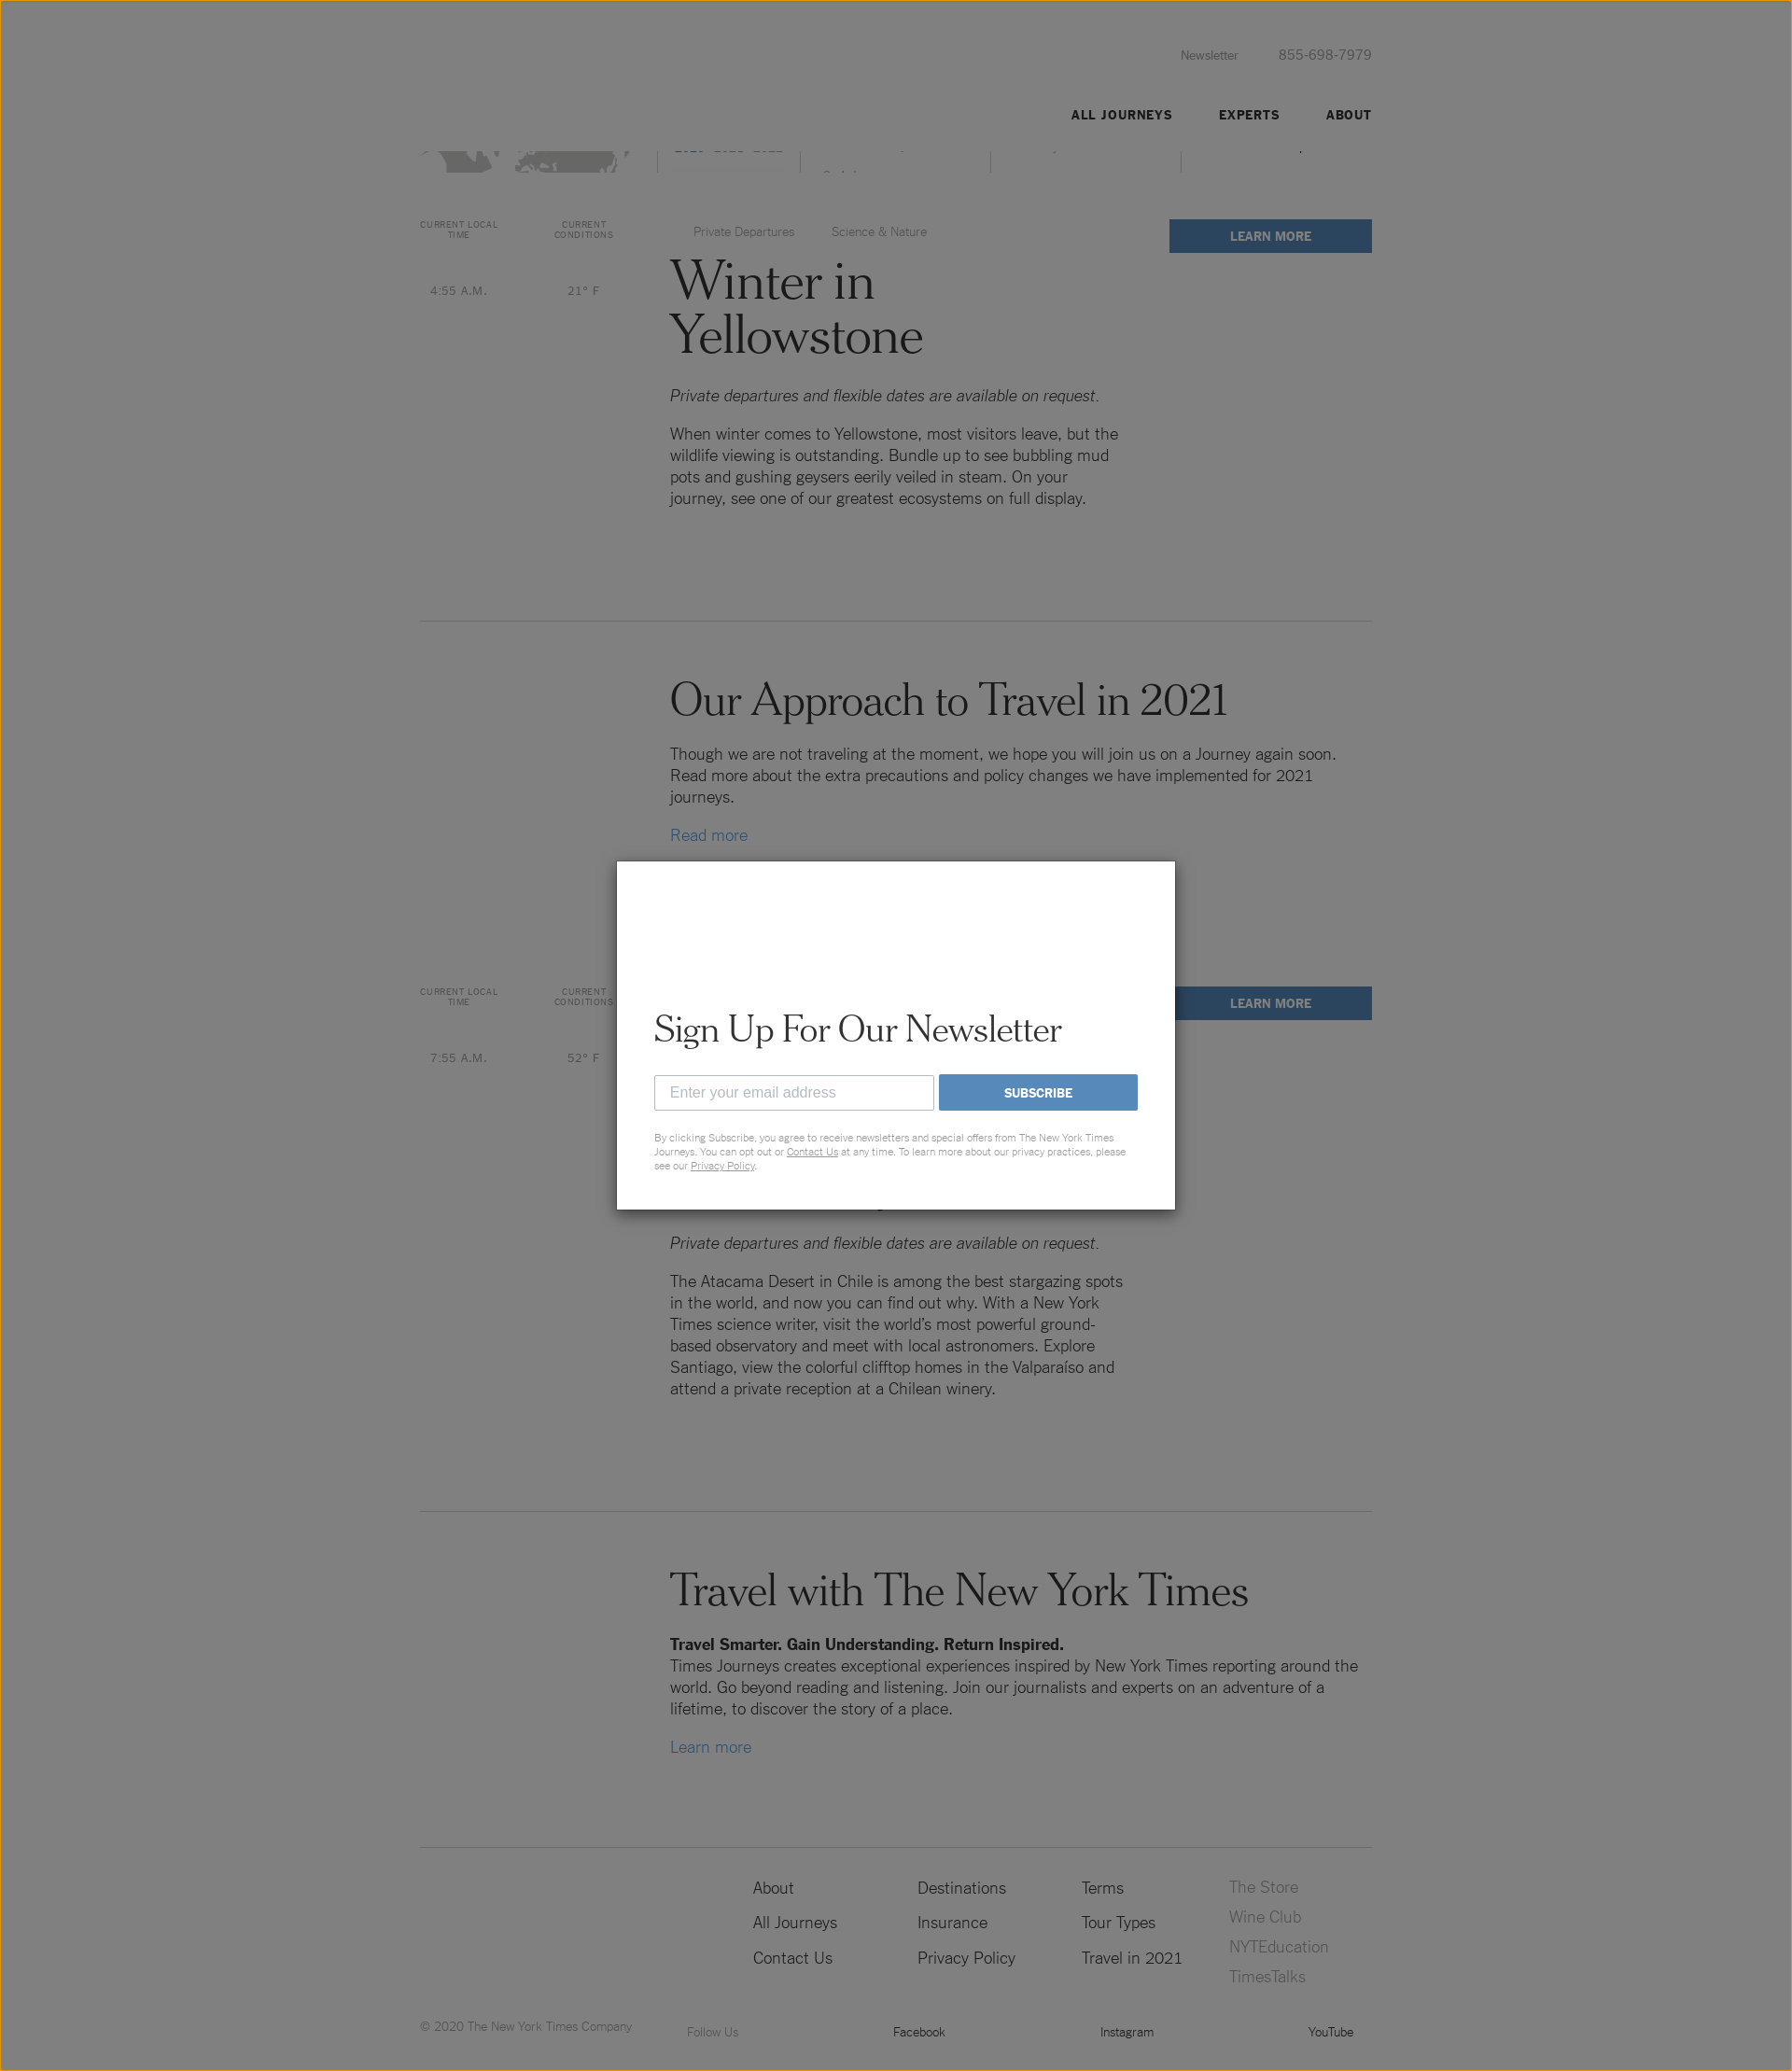 Newsletter
855-698-7979
ALL JOURNEYS
EXPERTS
ABOUT
CURRENT LOCAL
TIME
CURRENT
CONDITIONS
4:55 A.M.
21° F
Private Departures
Science & Nature
LEARN MORE
Winter in
Yellowstone
Private departures and flexible dates are available on request.
When winter comes to Yellowstone, most visitors leave, but the
wildlife viewing is outstanding. Bundle up to see bubbling mud
pots and gushing geysers eerily veiled in steam. On your
journey, see one of our greatest ecosystems on full display.
Our Approach to Travel in 2021
Though we are not traveling at the moment, we hope you will join us on a Journey again soon.
Read more about the extra precautions and policy changes we have implemented for 2021
journeys.
Read more
CURRENT LOCAL
TIME
CURRENT
CONDITIONS
7:55 A.M.
52° F
LEARN MORE
Sign Up For Our Newsletter
Enter your email address
SUBSCRIBE
By clicking Subscribe, you agree to receive newsletters and special offers from The New York Times
Journeys. You can opt out or Contact Us at any time. To learn more about our privacy practices, please
see our Privacy Policy.
Private departures and flexible dates are available on request.
The Atacama Desert in Chile is among the best stargazing spots
in the world, and now you can find out why. With a New York
Times science writer, visit the world's most powerful ground-
based observatory and meet with local astronomers. Explore
Santiago, view the colorful clifftop homes in the Valparaíso and
attend a private reception at a Chilean winery.
Travel with The New York Times
Travel Smarter. Gain Understanding. Return Inspired.
Times Journeys creates exceptional experiences inspired by New York Times reporting around the
world. Go beyond reading and listening. Join our journalists and experts on an adventure of a
lifetime, to discover the story of a place.
Learn more
About
All Journeys
Contact Us
Destinations
Insurance
Privacy Policy
Terms
Tour Types
Travel in 2021
The Store
Wine Club
NYTEducation
TimesTalks
© 2020 The New York Times Company
Follow Us
Facebook
Instagram
YouTube